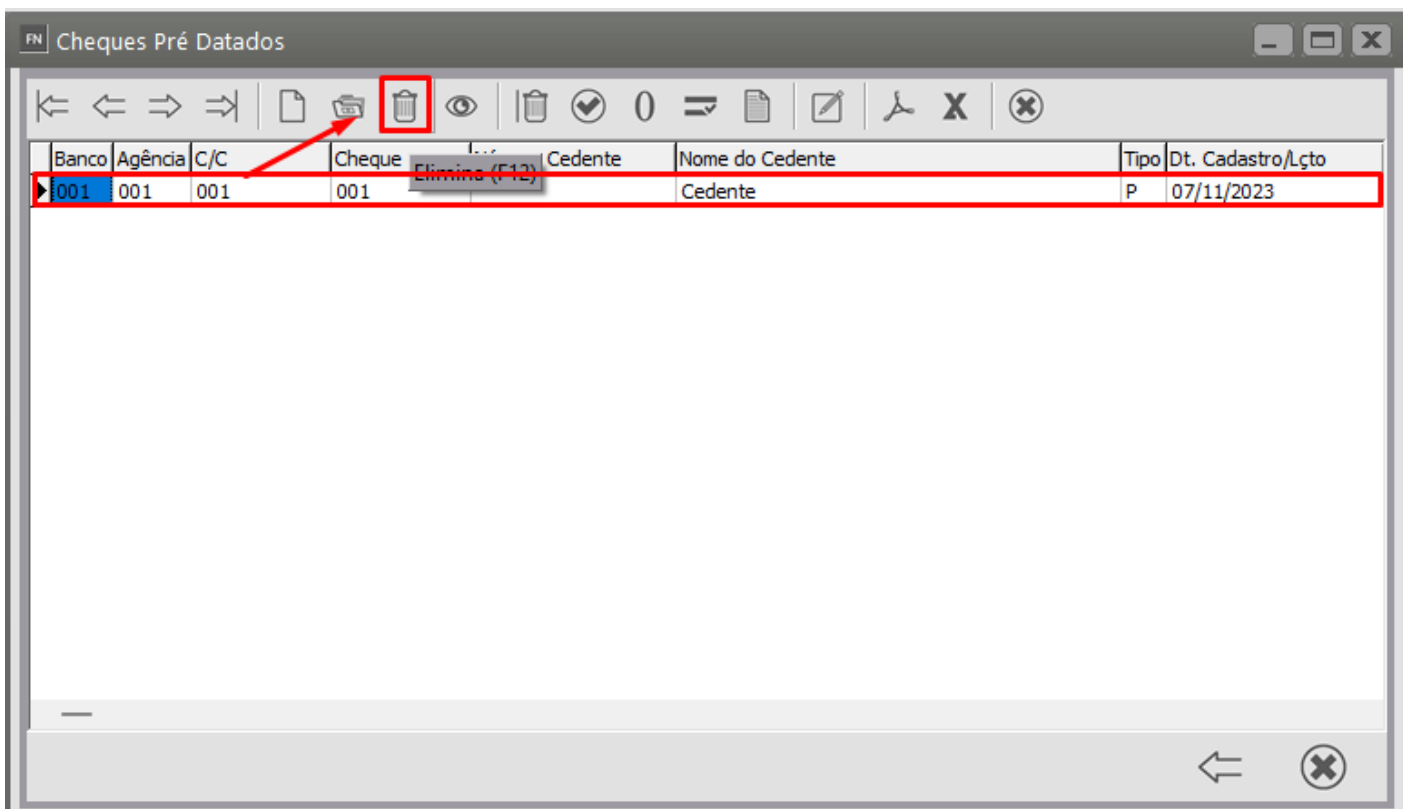 FN Cheques Pré Datados
0 X
Banco Agência C/C Cheque Cedente Nome do Cedente Tipo Dt. Cadastro/Lçto
Elimina (F12)
001 001 001 001 Cedente P 07/11/2023